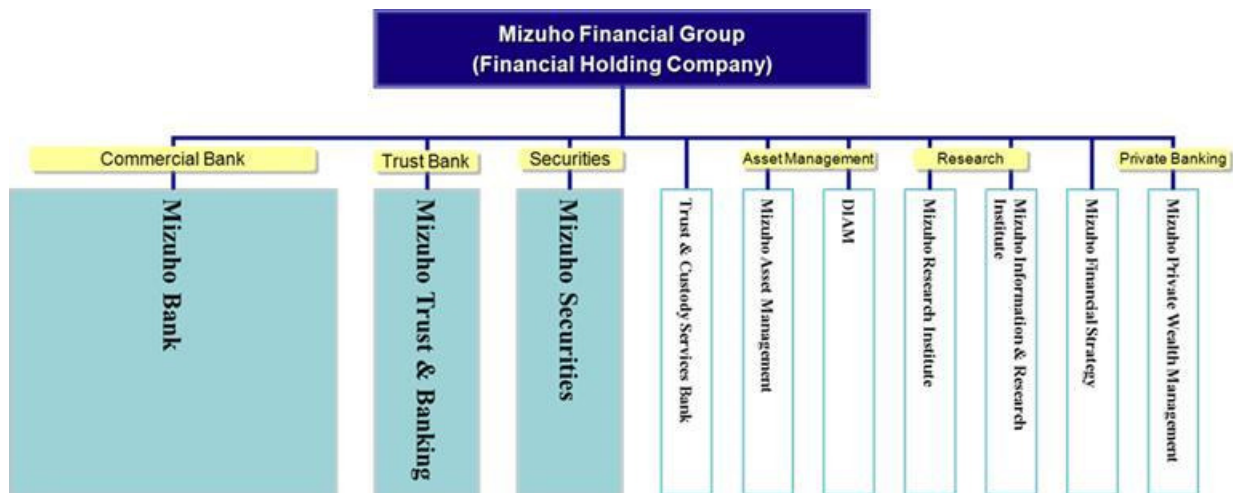 Mizuho Financial Group
(Financial Holding Company)
Commercial Bank
Trust Bank
Securities
Asset Management
Research
Private Banking
Mizuho Bank
Mizuho Trust & Banking
Mizuho Securities
Trust & Custody Services Bank
Mizuho Asset Management
DIAM
Mizuho Research Institute
Mizuho Information & Research
Institute
Mizuho Financial Strategy
Mizuho Private Wealth Management